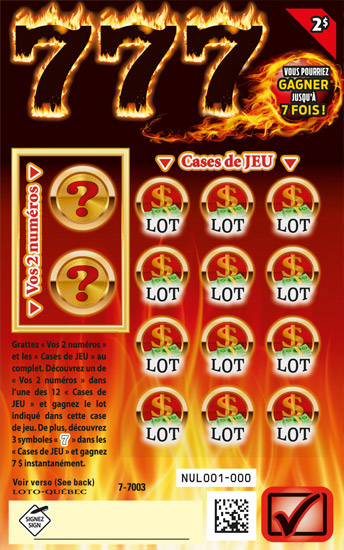 777
2$
VOUS POURRIEZ
GAGNER
JUSQU'À
7 FOIS !
Cases de JEU
Vos 2 numéros
?
?
$ $ $
LOT LOT LOT
$ $ $
LOT LOT LOT
$ $ $
LOT LOT LOT
$ $ $
LOT LOT LOT
Grattez « Vos 2 numéros »
et les « Cases de JEU » au
complet. Découvrez un de
« Vos 2 numéros » dans
l'une des 12 « Cases de
JEU » et gagnez le lot
indiqué dans cette case
de jeu. De plus, découvrez
3 symboles « 7 » dans les
« Cases de JEU » et gagnez
7 $ instantanément.
Voir verso (See back)
LOTO-QUÉBEC
7-7003
NUL001-000
SIGNEZ
SIGN